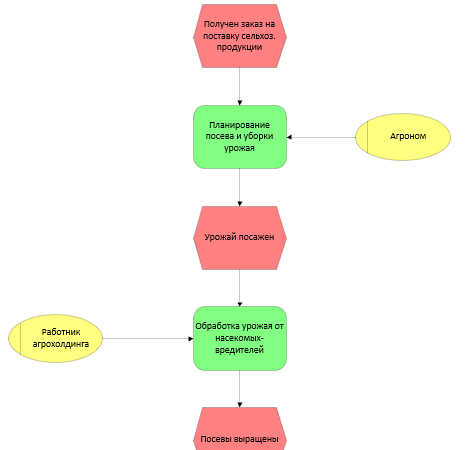 Получен заказ на
поставку сельхоз.
продукции
Планирование
посева и уборки
урожая
Агроном
Урожай посажен
Обработка урожая от
насекомых-
вредителей
Работник
агрохолдинга
Посевы выращены